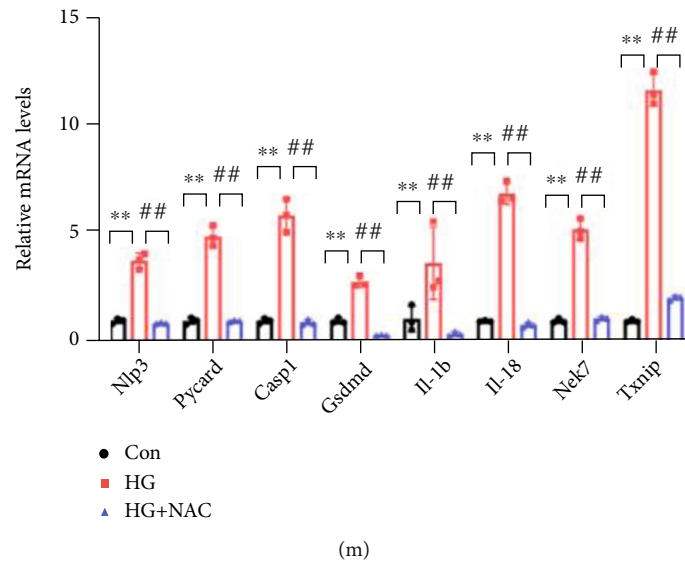 Relative mRNA levels
15
10
5
0
** ##
** ##
** ##
** ##
** ##
** ##
** ##
** ##
Nlp3
Pycard
Casp1
Gsdmd
Il-1b
Il-18
Nek7
Txnip
Con
HG
HG+NAC
(m)